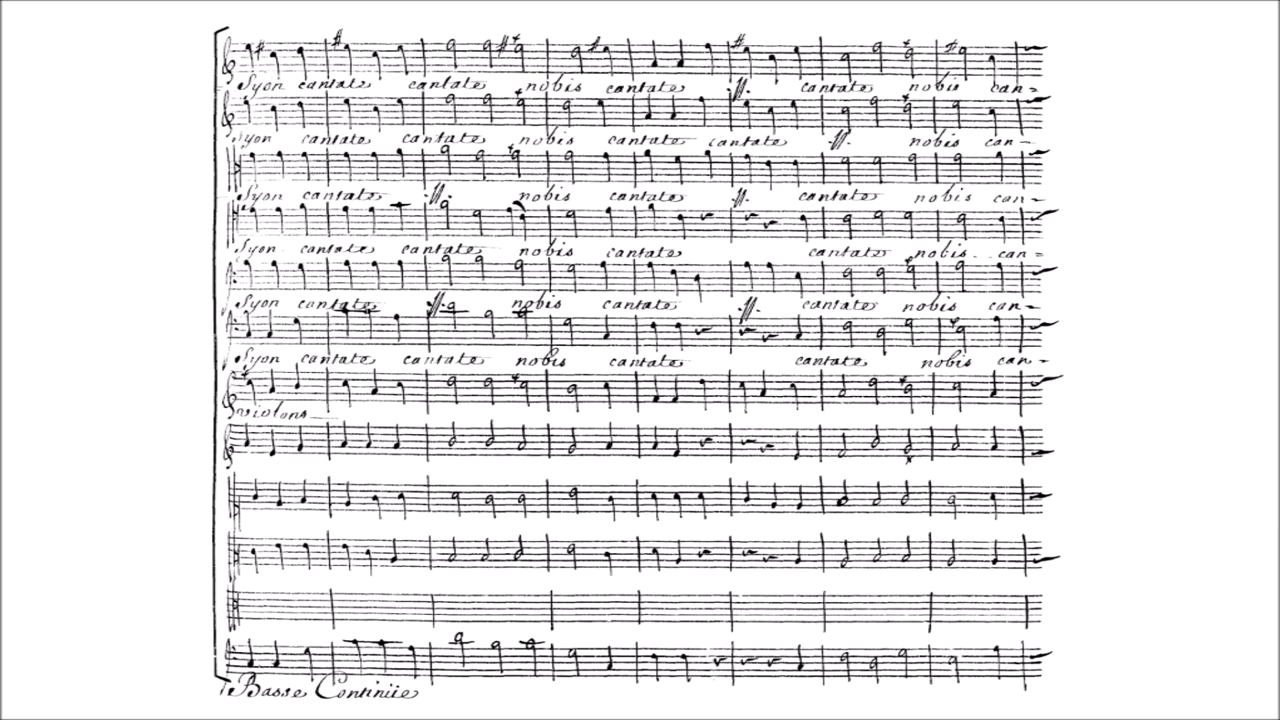 Syon cantate cantate nobis cantate .//. cantate nobis can=
Syon cantate cantate nobis cantate cantate .//. nobis can-
Syon cantate .//. nobis cantate .//. cantate nobis can-
Syon cantate cantate nobis cantate cantate nobis can=
Syon cantate .//. nobis cantate .//. cantate nobis can-
Syon cantate cantate nobis cantate cantate nobis can-
violons
Basse Continüe